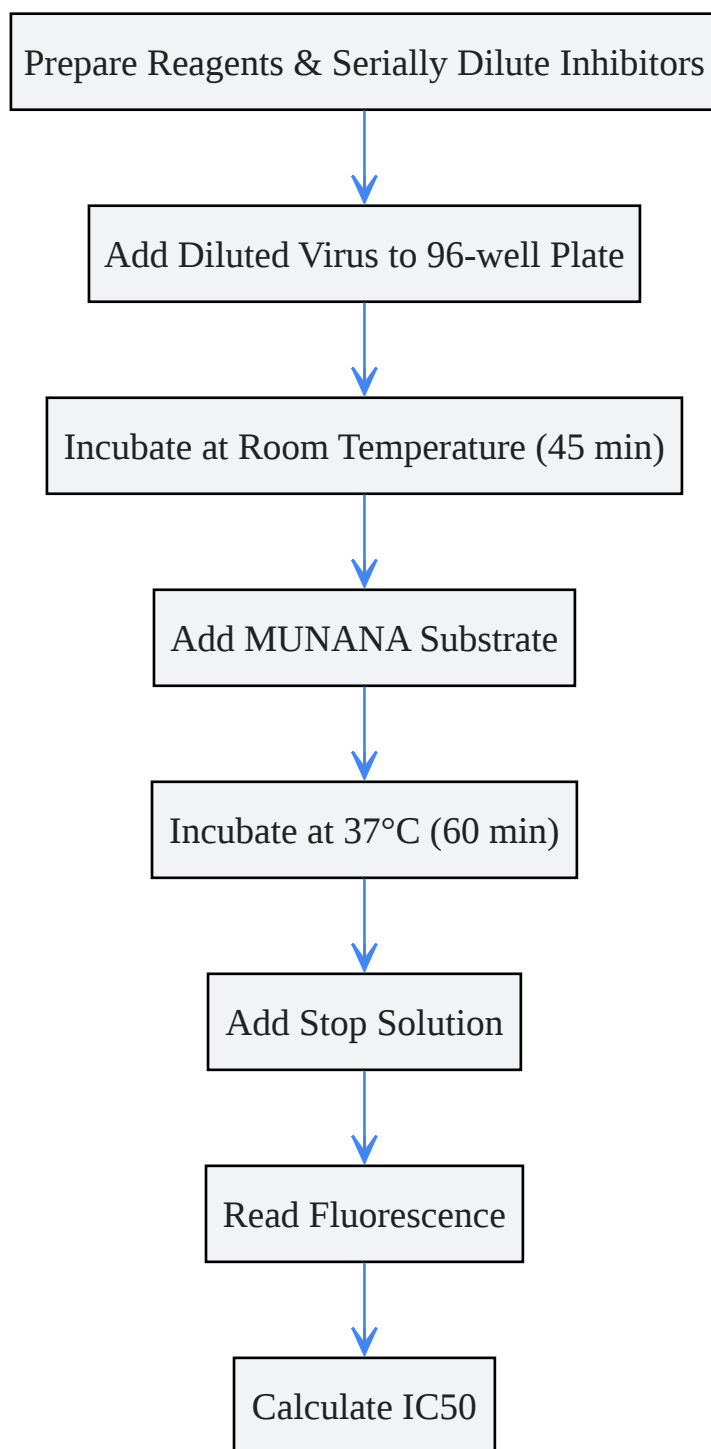 Prepare Reagents & Serially Dilute Inhibitors
Add Diluted Virus to 96-well Plate
Incubate at Room Temperature (45 min)
Add MUNANA Substrate
Incubate at 37°C (60 min)
Add Stop Solution
Read Fluorescence
Calculate IC50